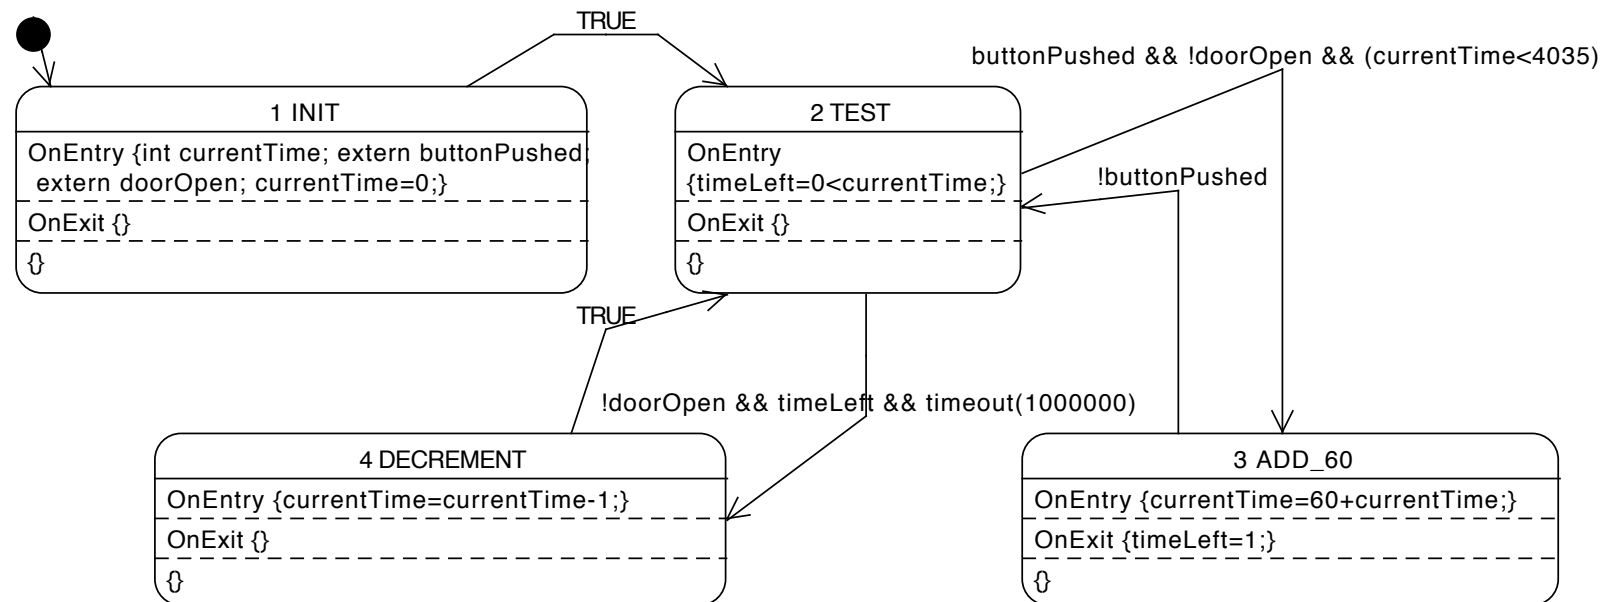 TRUE
buttonPushed && !doorOpen && (currentTime<4035)
1 INIT
OnEntry {int currentTime; extern buttonPushed;
extern doorOpen; currentTime=0;}
OnExit {}
{}
2 TEST
OnEntry
{timeLeft=0<currentTime;}
OnExit {}
{}
!buttonPushed
TRUE
!doorOpen && timeLeft && timeout(1000000)
4 DECREMENT
OnEntry {currentTime=currentTime-1;}
OnExit {}
{}
3 ADD_60
OnEntry {currentTime=60+currentTime;}
OnExit {timeLeft=1;}
{}